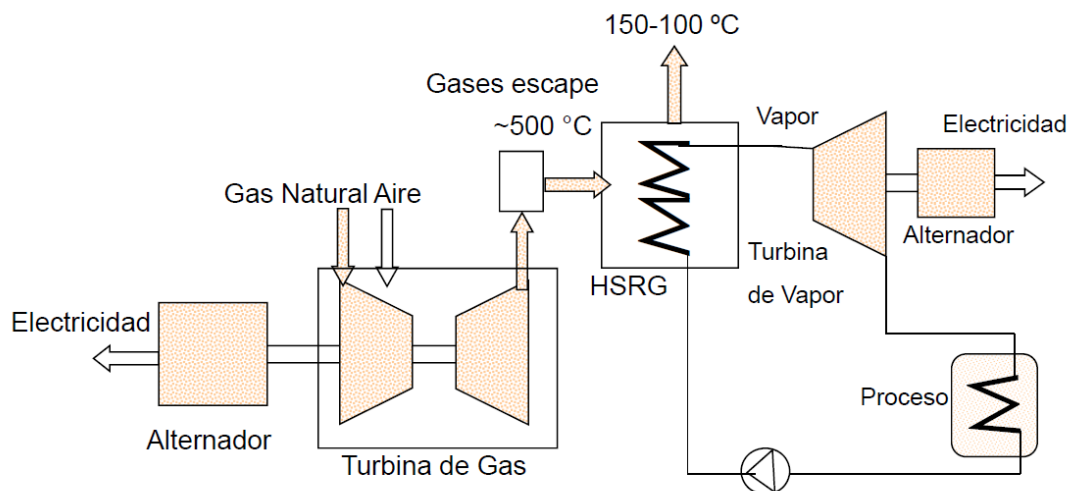 150-100 ºC
Gases escape
~500 °C
Vapor
Electricidad
Gas Natural Aire
Alternador
HSRG
Turbina
de Vapor
Electricidad
Proceso
Alternador
Turbina de Gas